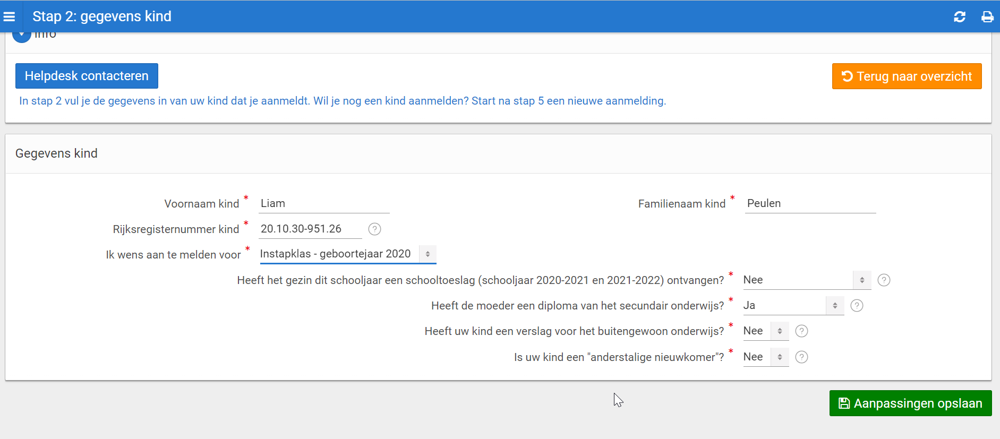 Stap 2: gegevens kind
Info
Helpdesk contacteren
Terug naar overzicht
In stap 2 vul je de gegevens in van uw kind dat je aanmeldt. Wil je nog een kind aanmelden? Start na stap 5 een nieuwe aanmelding.
Gegevens kind
Voornaam kind * Liam
Familienaam kind * Peulen
Rijksregisternummer kind * 20.10.30-951.26 ?
Ik wens aan te melden voor * Instapklas - geboortejaar 2020
Heeft het gezin dit schooljaar een schooltoeslag (schooljaar 2020-2021 en 2021-2022) ontvangen? * Nee ?
Heeft de moeder een diploma van het secundair onderwijs? * Ja ?
Heeft uw kind een verslag voor het buitengewoon onderwijs? * Nee ?
Is uw kind een "anderstalige nieuwkomer"? * Nee ?
Aanpassingen opslaan